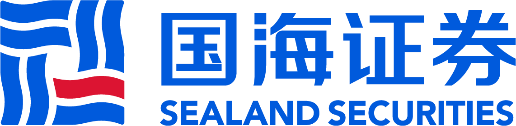 国海证券
SEALAND SECURITIES